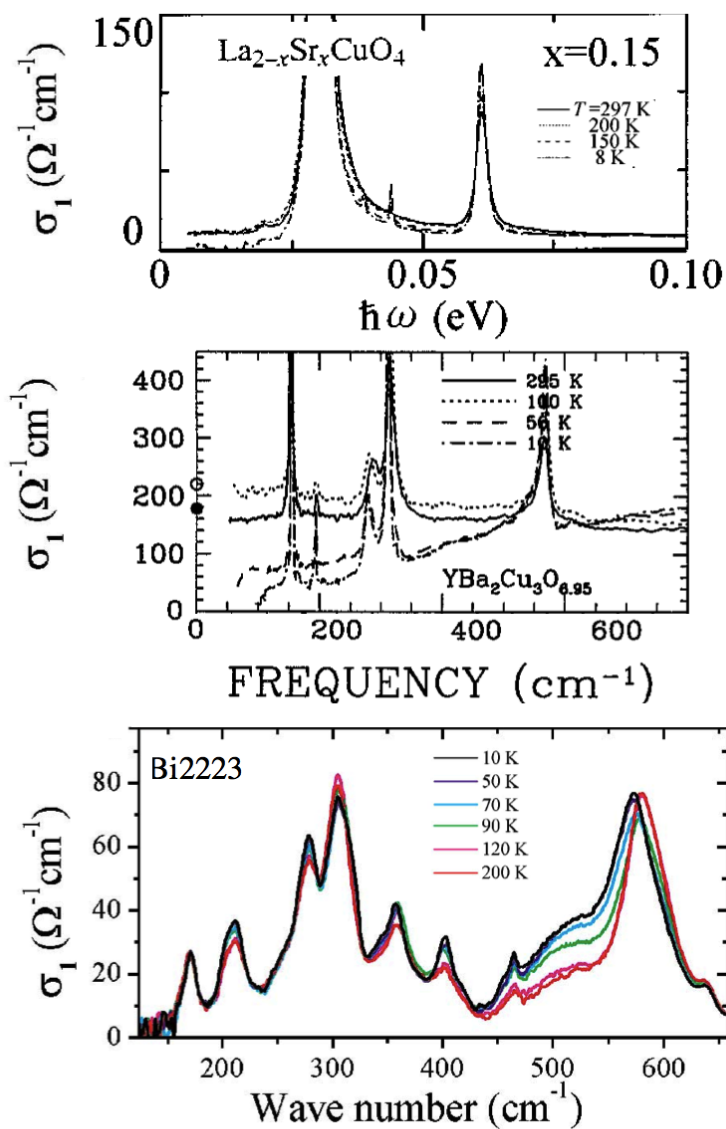 150
La₂₋ₓSrₓCuO₄
x=0.15
T=297 K
200 K
150 K
8 K
σ₁ (Ω⁻¹cm⁻¹)
0
0
0.05
0.10
ħω (eV)
400
300
200
100
0
295 K
100 K
56 K
10 K
σ₁ (Ω⁻¹cm⁻¹)
YBa₂Cu₃O₆.₉₅
0
200
400
600
FREQUENCY (cm⁻¹)
80
60
40
20
0
Bi2223
10 K
50 K
70 K
90 K
120 K
200 K
σ₁ (Ω⁻¹cm⁻¹)
200
300
400
500
600
Wave number (cm⁻¹)